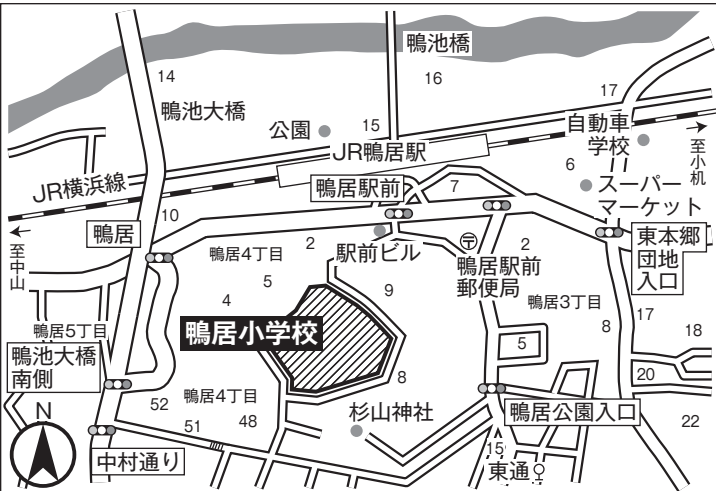 鴨池橋
14
16
鴨池大橋
17
公園
15
自動車
学校
至小机
JR鴨居駅
6
JR横浜線
鴨居駅前
7
スーパー
マーケット
10
鴨居
至中山
鴨居4丁目
2
駅前ビル
〒
鴨居駅前
郵便局
2
東本郷
団地
入口
5
4
9
鴨居3丁目
17
鴨居5丁目
鴨居小学校
8
18
鴨池大橋
南側
5
8
20
鴨居4丁目
52
51
48
杉山神社
鴨居公園入口
22
N
中村通り
15
東通